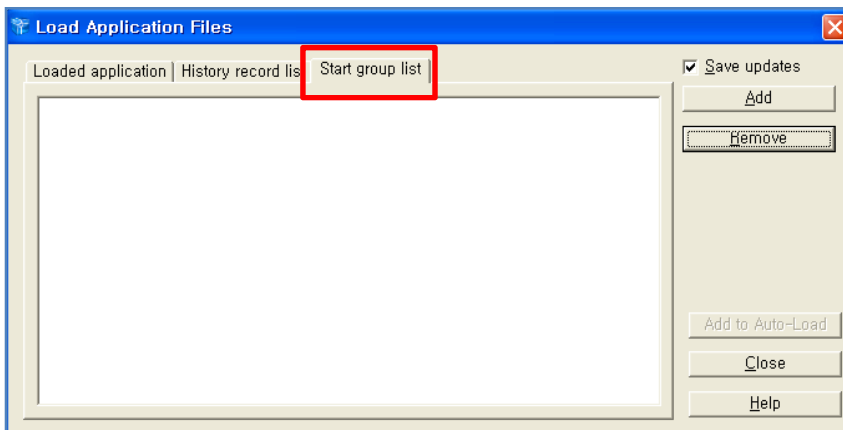 Load Application Files
Loaded application
History record lis
Start group list
Save updates
Add
Remove
Add to Auto-Load
Close
Help